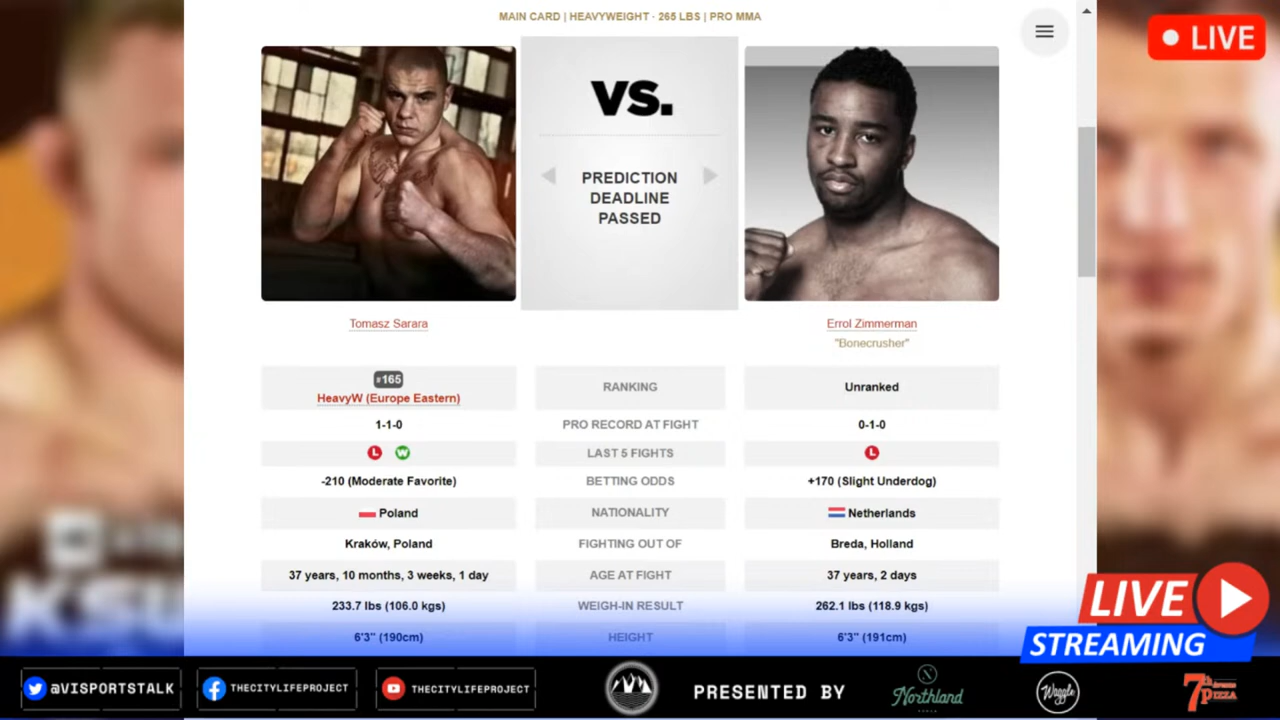 MAIN CARD | HEAVYWEIGHT · 265 LBS | PRO MMA
LIVE
VS.
PREDICTION
DEADLINE
PASSED
Tomasz Sarara
Errol Zimmerman
"Bonecrusher"
#165
HeavyW (Europe Eastern)
RANKING
Unranked
1-1-0
PRO RECORD AT FIGHT
0-1-0
L W
LAST 5 FIGHTS
L
-210 (Moderate Favorite)
BETTING ODDS
+170 (Slight Underdog)
Poland
NATIONALITY
Netherlands
Kraków, Poland
FIGHTING OUT OF
Breda, Holland
37 years, 10 months, 3 weeks, 1 day
AGE AT FIGHT
37 years, 2 days
233.7 lbs (106.0 kgs)
WEIGH-IN RESULT
262.1 lbs (118.9 kgs)
6'3" (190cm)
HEIGHT
6'3" (191cm)
LIVE
STREAMING
@VISPORTSTALK
THECITYLIFEPROJECT
THECITYLIFEPROJECT
PRESENTED BY
N
Northland
Waggle
7th Avenue
PIZZA